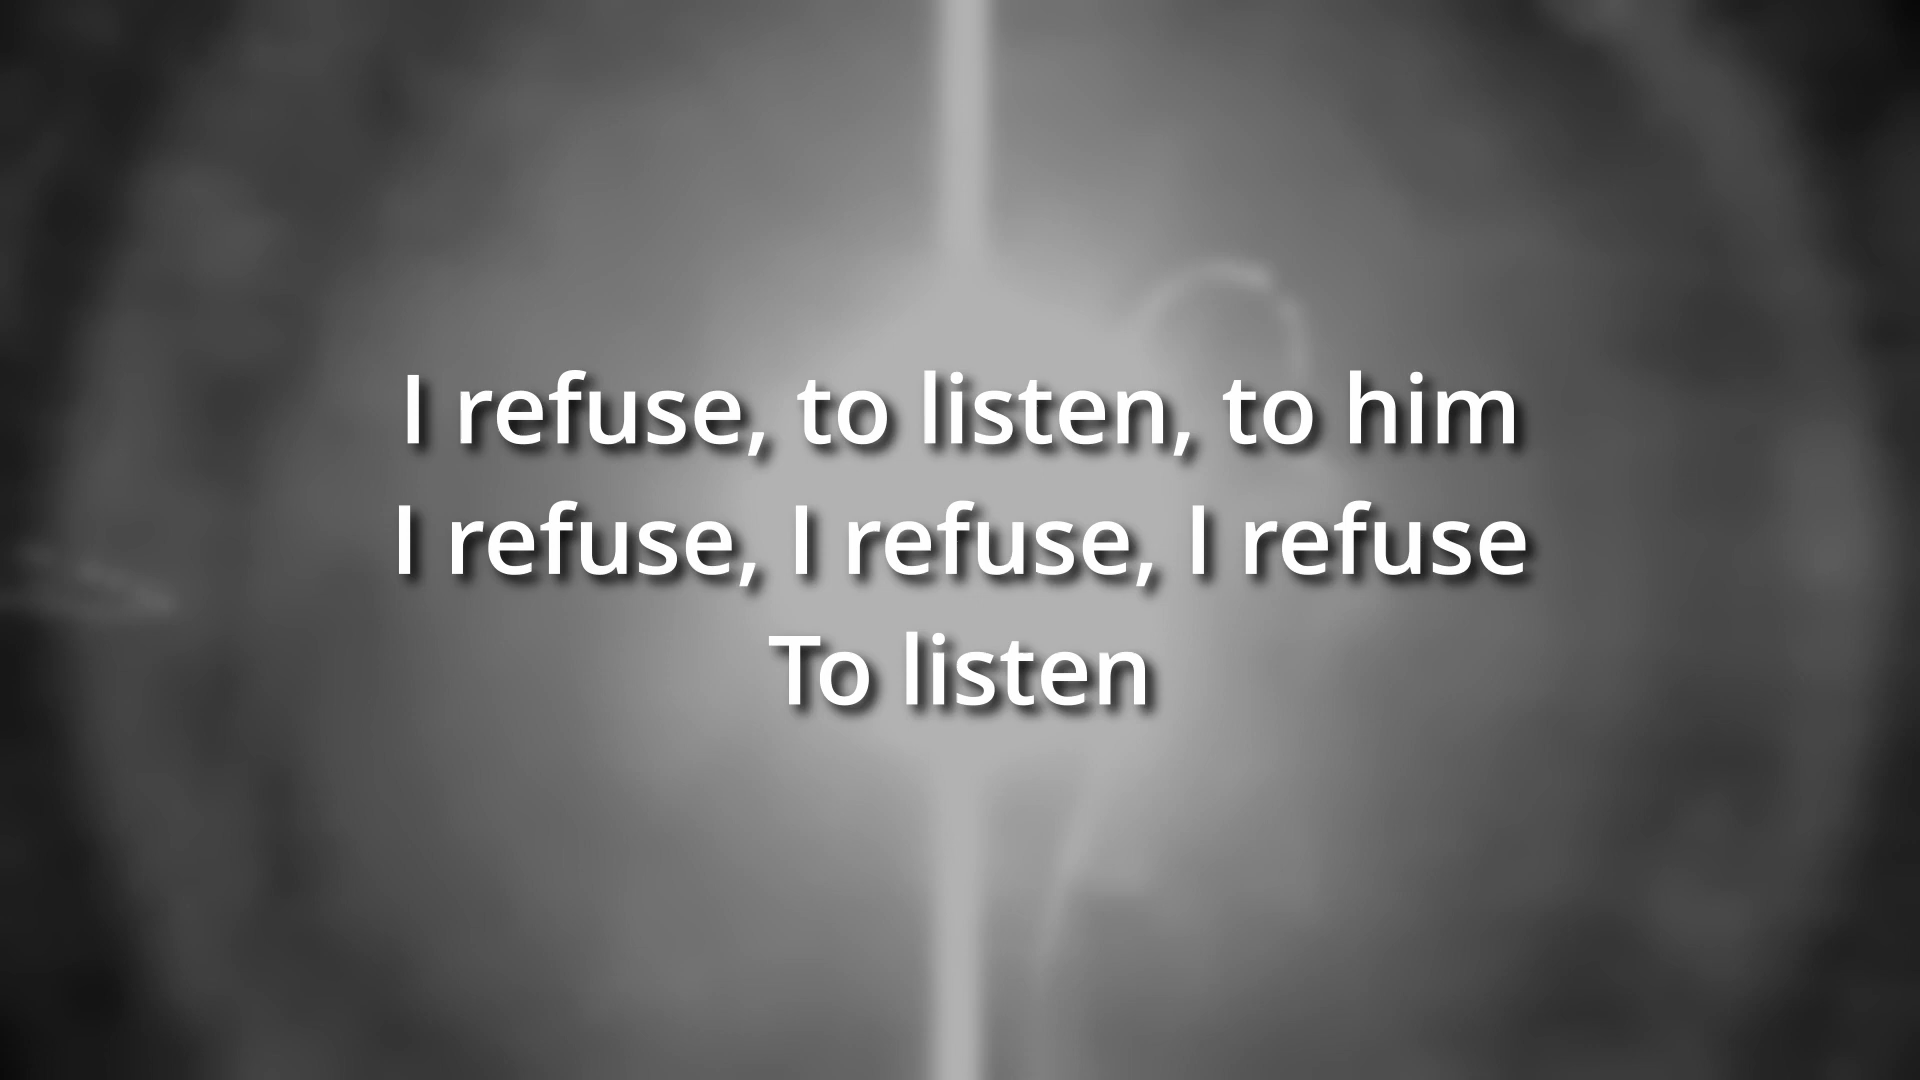 I refuse, to listen, to him
I refuse, I refuse, I refuse
To listen